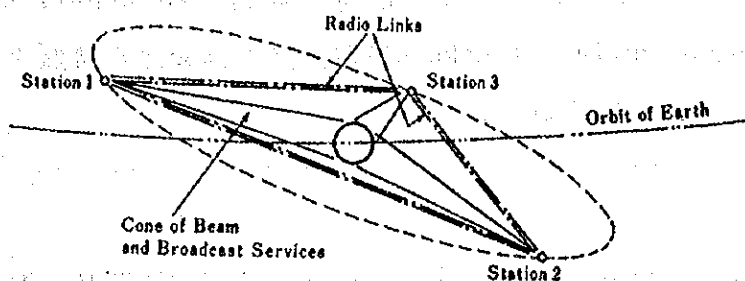 Radio Links
Station 1
Station 3
Orbit of Earth
Cone of Beam
and Broadcast Services
Station 2